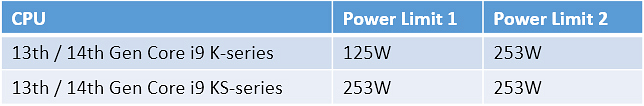 CPU Power Limit 1 Power Limit 2
13th / 14th Gen Core i9 K-series 125W 253W
13th / 14th Gen Core i9 KS-series 253W 253W